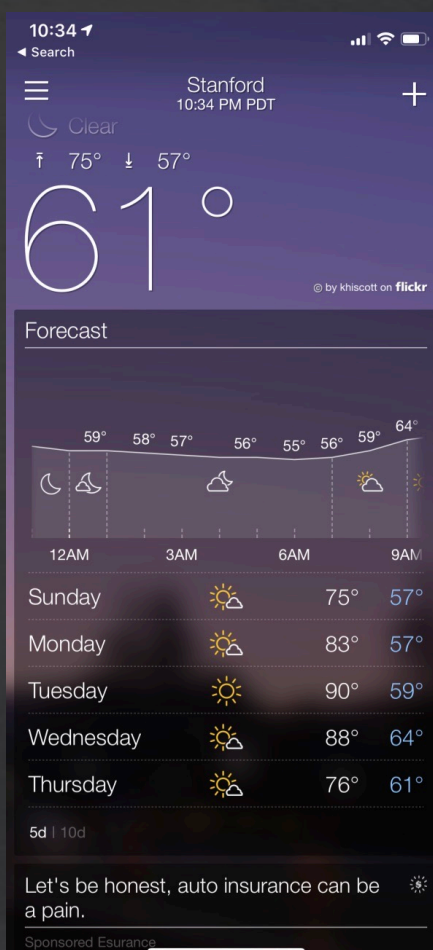 10:34
◄ Search
Stanford
10:34 PM PDT
Clear
75° 57°
61°
© by khiscott on flickr
Forecast
59° 58° 57° 56° 55° 56° 59° 64°
12AM 3AM 6AM 9AM
Sunday 75° 57°
Monday 83° 57°
Tuesday 90° 59°
Wednesday 88° 64°
Thursday 76° 61°
5d | 10d
Let's be honest, auto insurance can be
a pain.
Sponsored Esurance